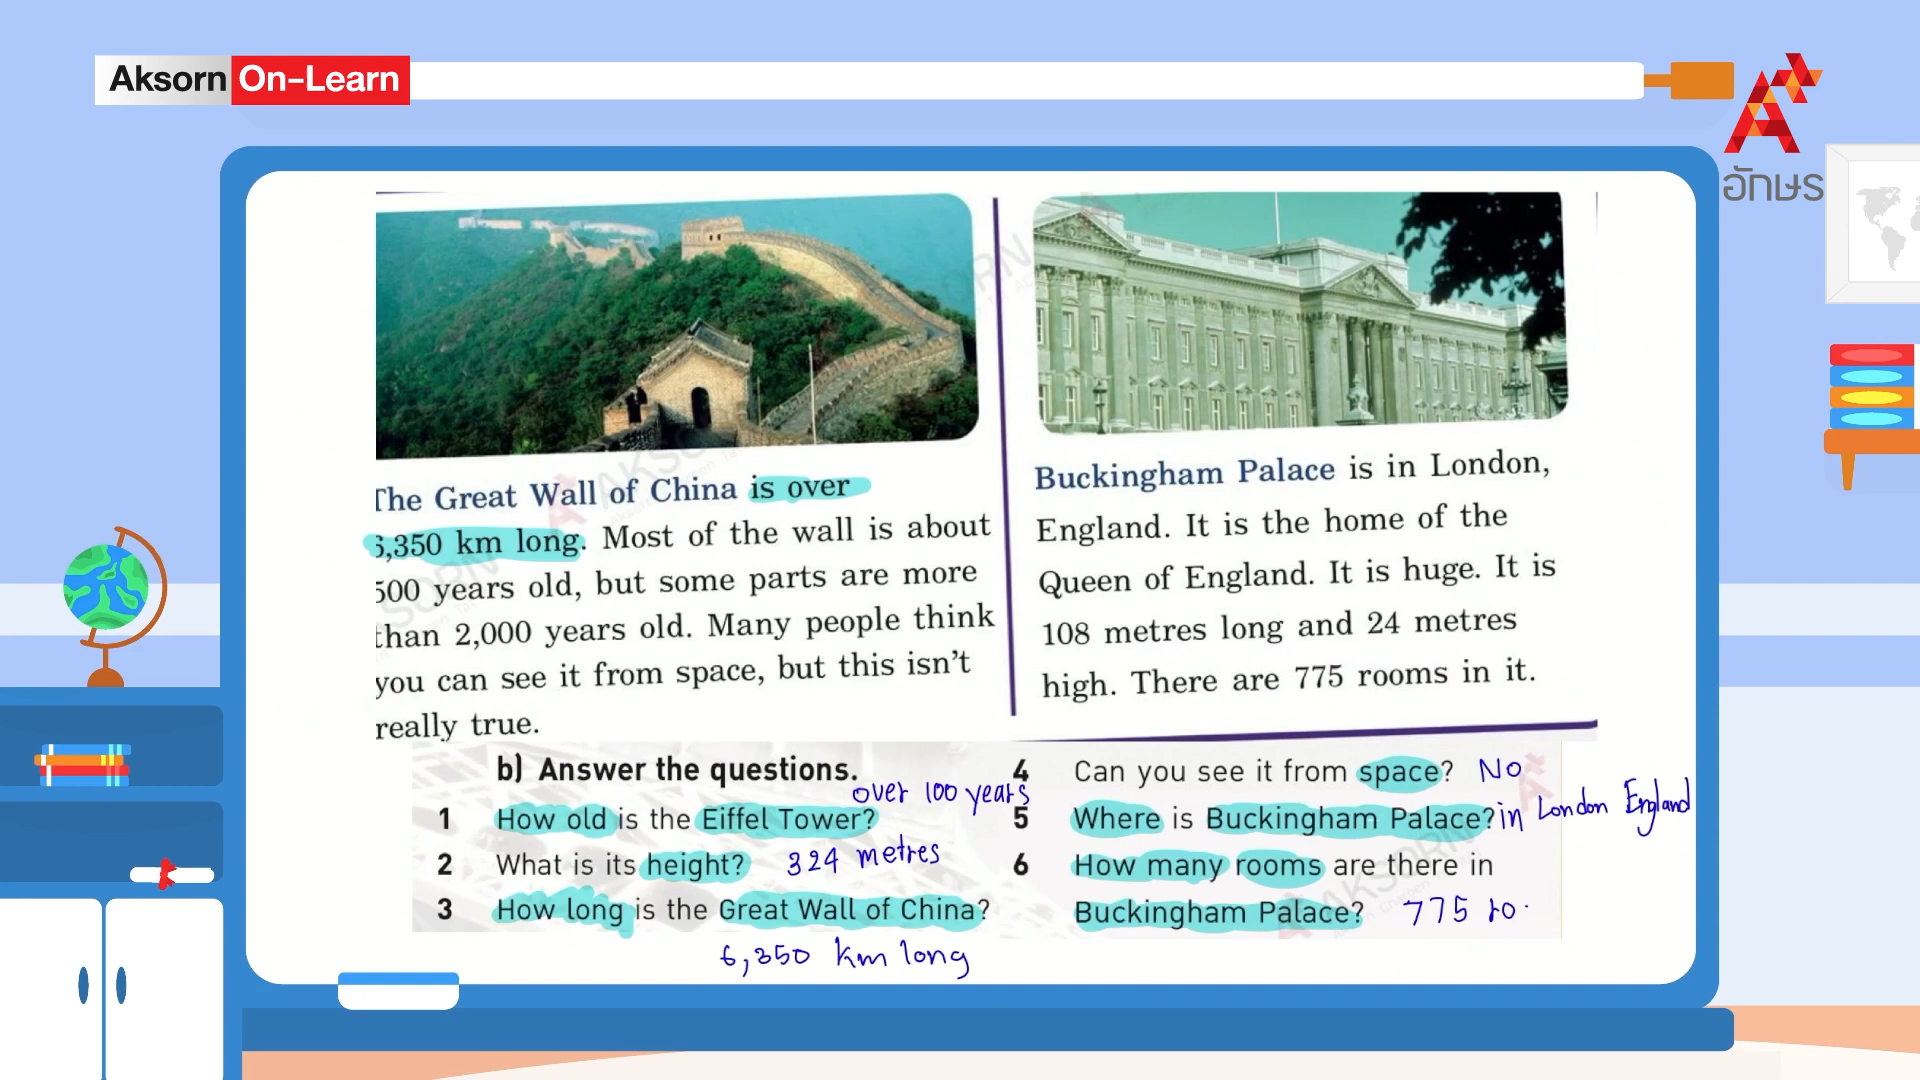 Aksorn On-Learn
อักษร
The Great Wall of China is over
6,350 km long. Most of the wall is about
500 years old, but some parts are more
than 2,000 years old. Many people think
you can see it from space, but this isn't
really true.
Buckingham Palace is in London,
England. It is the home of the
Queen of England. It is huge. It is
108 metres long and 24 metres
high. There are 775 rooms in it.
b) Answer the questions.
1 How old is the Eiffel Tower? over 100 years
2 What is its height? 324 metres
3 How long is the Great Wall of China?
6,350 km long
4 Can you see it from space? No
5 Where is Buckingham Palace? in London England
6 How many rooms are there in
Buckingham Palace? 775 ro